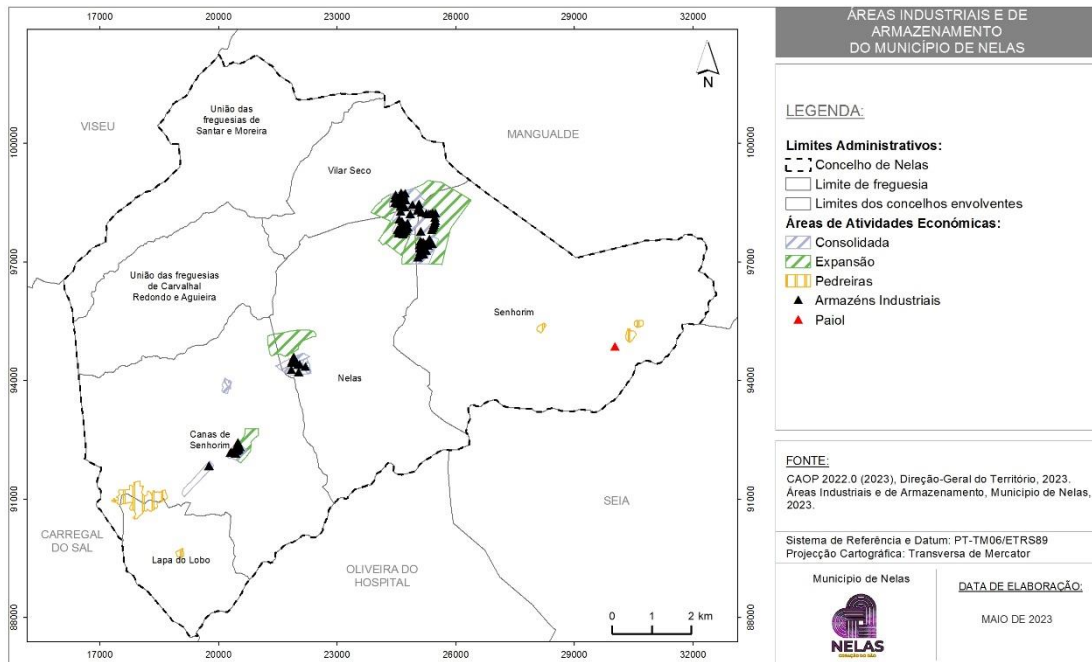 17000 20000 23000 26000 29000 32000
100000
97000
94000
91000
88000
VISEU
MANGUALDE
SEIA
OLIVEIRA DO
HOSPITAL
CARREGAL
DO SAL
União das
freguesias de
Santar e Moreira
Vilar Seco
União das freguesias
de Carvalhal
Redondo e Aguieira
Senhorim
Nelas
Canas de
Senhorim
Lapa do Lobo
N
0 1 2 km
100000
97000
94000
91000
88000
17000 20000 23000 26000 29000 32000
ÁREAS INDUSTRIAIS E DE
ARMAZENAMENTO
DO MUNICÍPIO DE NELAS
LEGENDA:
Limites Administrativos:
Concelho de Nelas
Limite de freguesia
Limites dos concelhos envolventes
Áreas de Atividades Económicas:
Consolidada
Expansão
Pedreiras
Armazéns Industriais
Paiol
FONTE:
CAOP 2022.0 (2023), Direção-Geral do Território, 2023.
Áreas Industriais e de Armazenamento, Município de Nelas,
2023.
Sistema de Referência e Datum: PT-TM06/ETRS89
Projecção Cartográfica: Transversa de Mercator
Município de Nelas
NELAS
CORAÇÃO DO DÃO
DATA DE ELABORAÇÃO:
MAIO DE 2023